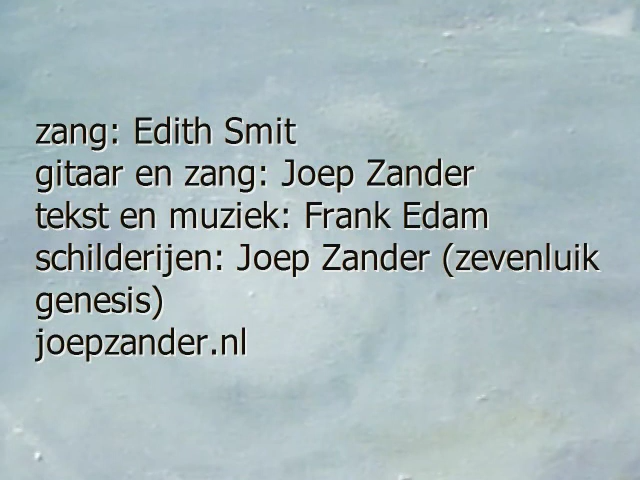 zang: Edith Smit
gitaar en zang: Joep Zander
tekst en muziek: Frank Edam
schilderijen: Joep Zander (zevenluik
genesis)
joepzander.nl